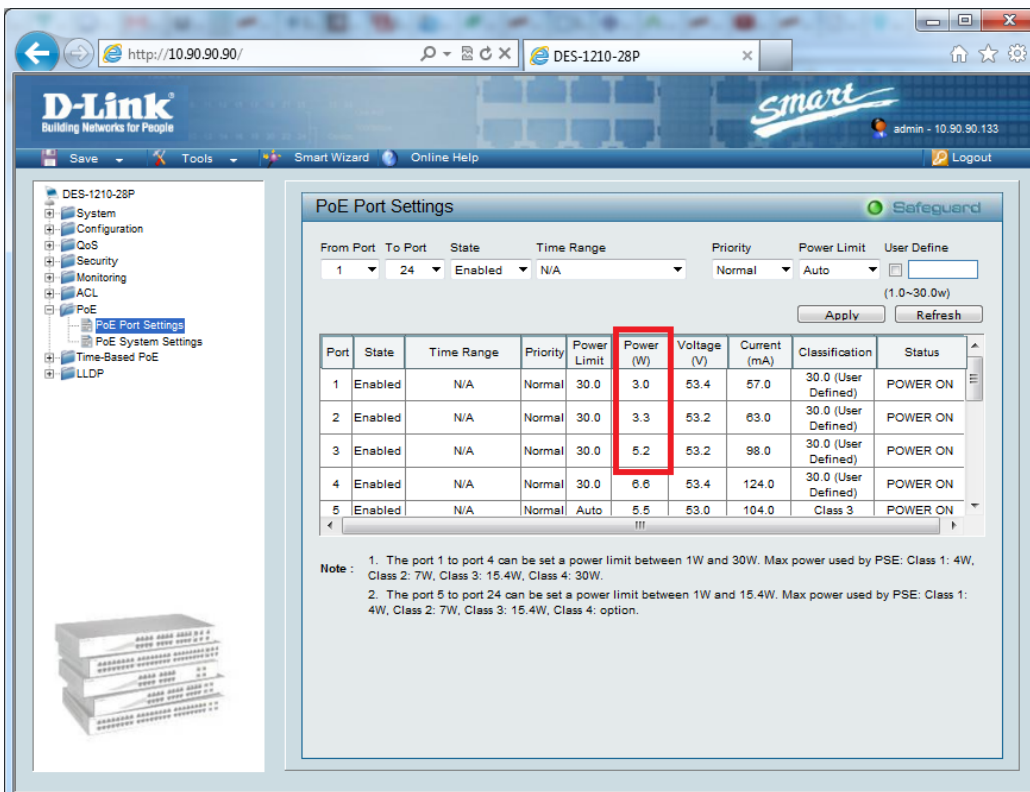 http://10.90.90.90/
DES-1210-28P
D-Link®
Building Networks for People
smart
admin - 10.90.90.133
Save Tools Smart Wizard Online Help Logout
DES-1210-28P
System
Configuration
QoS
Security
Monitoring
ACL
PoE
PoE Port Settings
PoE System Settings
Time-Based PoE
LLDP
PoE Port Settings
Safeguard
From Port To Port State Time Range Priority Power Limit User Define
1 24 Enabled N/A Normal Auto
(1.0~30.0w)
Apply Refresh
Port State Time Range Priority Power Limit Power (W) Voltage (V) Current (mA) Classification Status
1 Enabled N/A Normal 30.0 3.0 53.4 57.0 30.0 (User Defined) POWER ON
2 Enabled N/A Normal 30.0 3.3 53.2 63.0 30.0 (User Defined) POWER ON
3 Enabled N/A Normal 30.0 5.2 53.2 98.0 30.0 (User Defined) POWER ON
4 Enabled N/A Normal 30.0 6.6 53.4 124.0 30.0 (User Defined) POWER ON
5 Enabled N/A Normal Auto 5.5 53.0 104.0 Class 3 POWER ON
Note : 1. The port 1 to port 4 can be set a power limit between 1W and 30W. Max power used by PSE: Class 1: 4W,
Class 2: 7W, Class 3: 15.4W, Class 4: 30W.
2. The port 5 to port 24 can be set a power limit between 1W and 15.4W. Max power used by PSE: Class 1:
4W, Class 2: 7W, Class 3: 15.4W, Class 4: option.